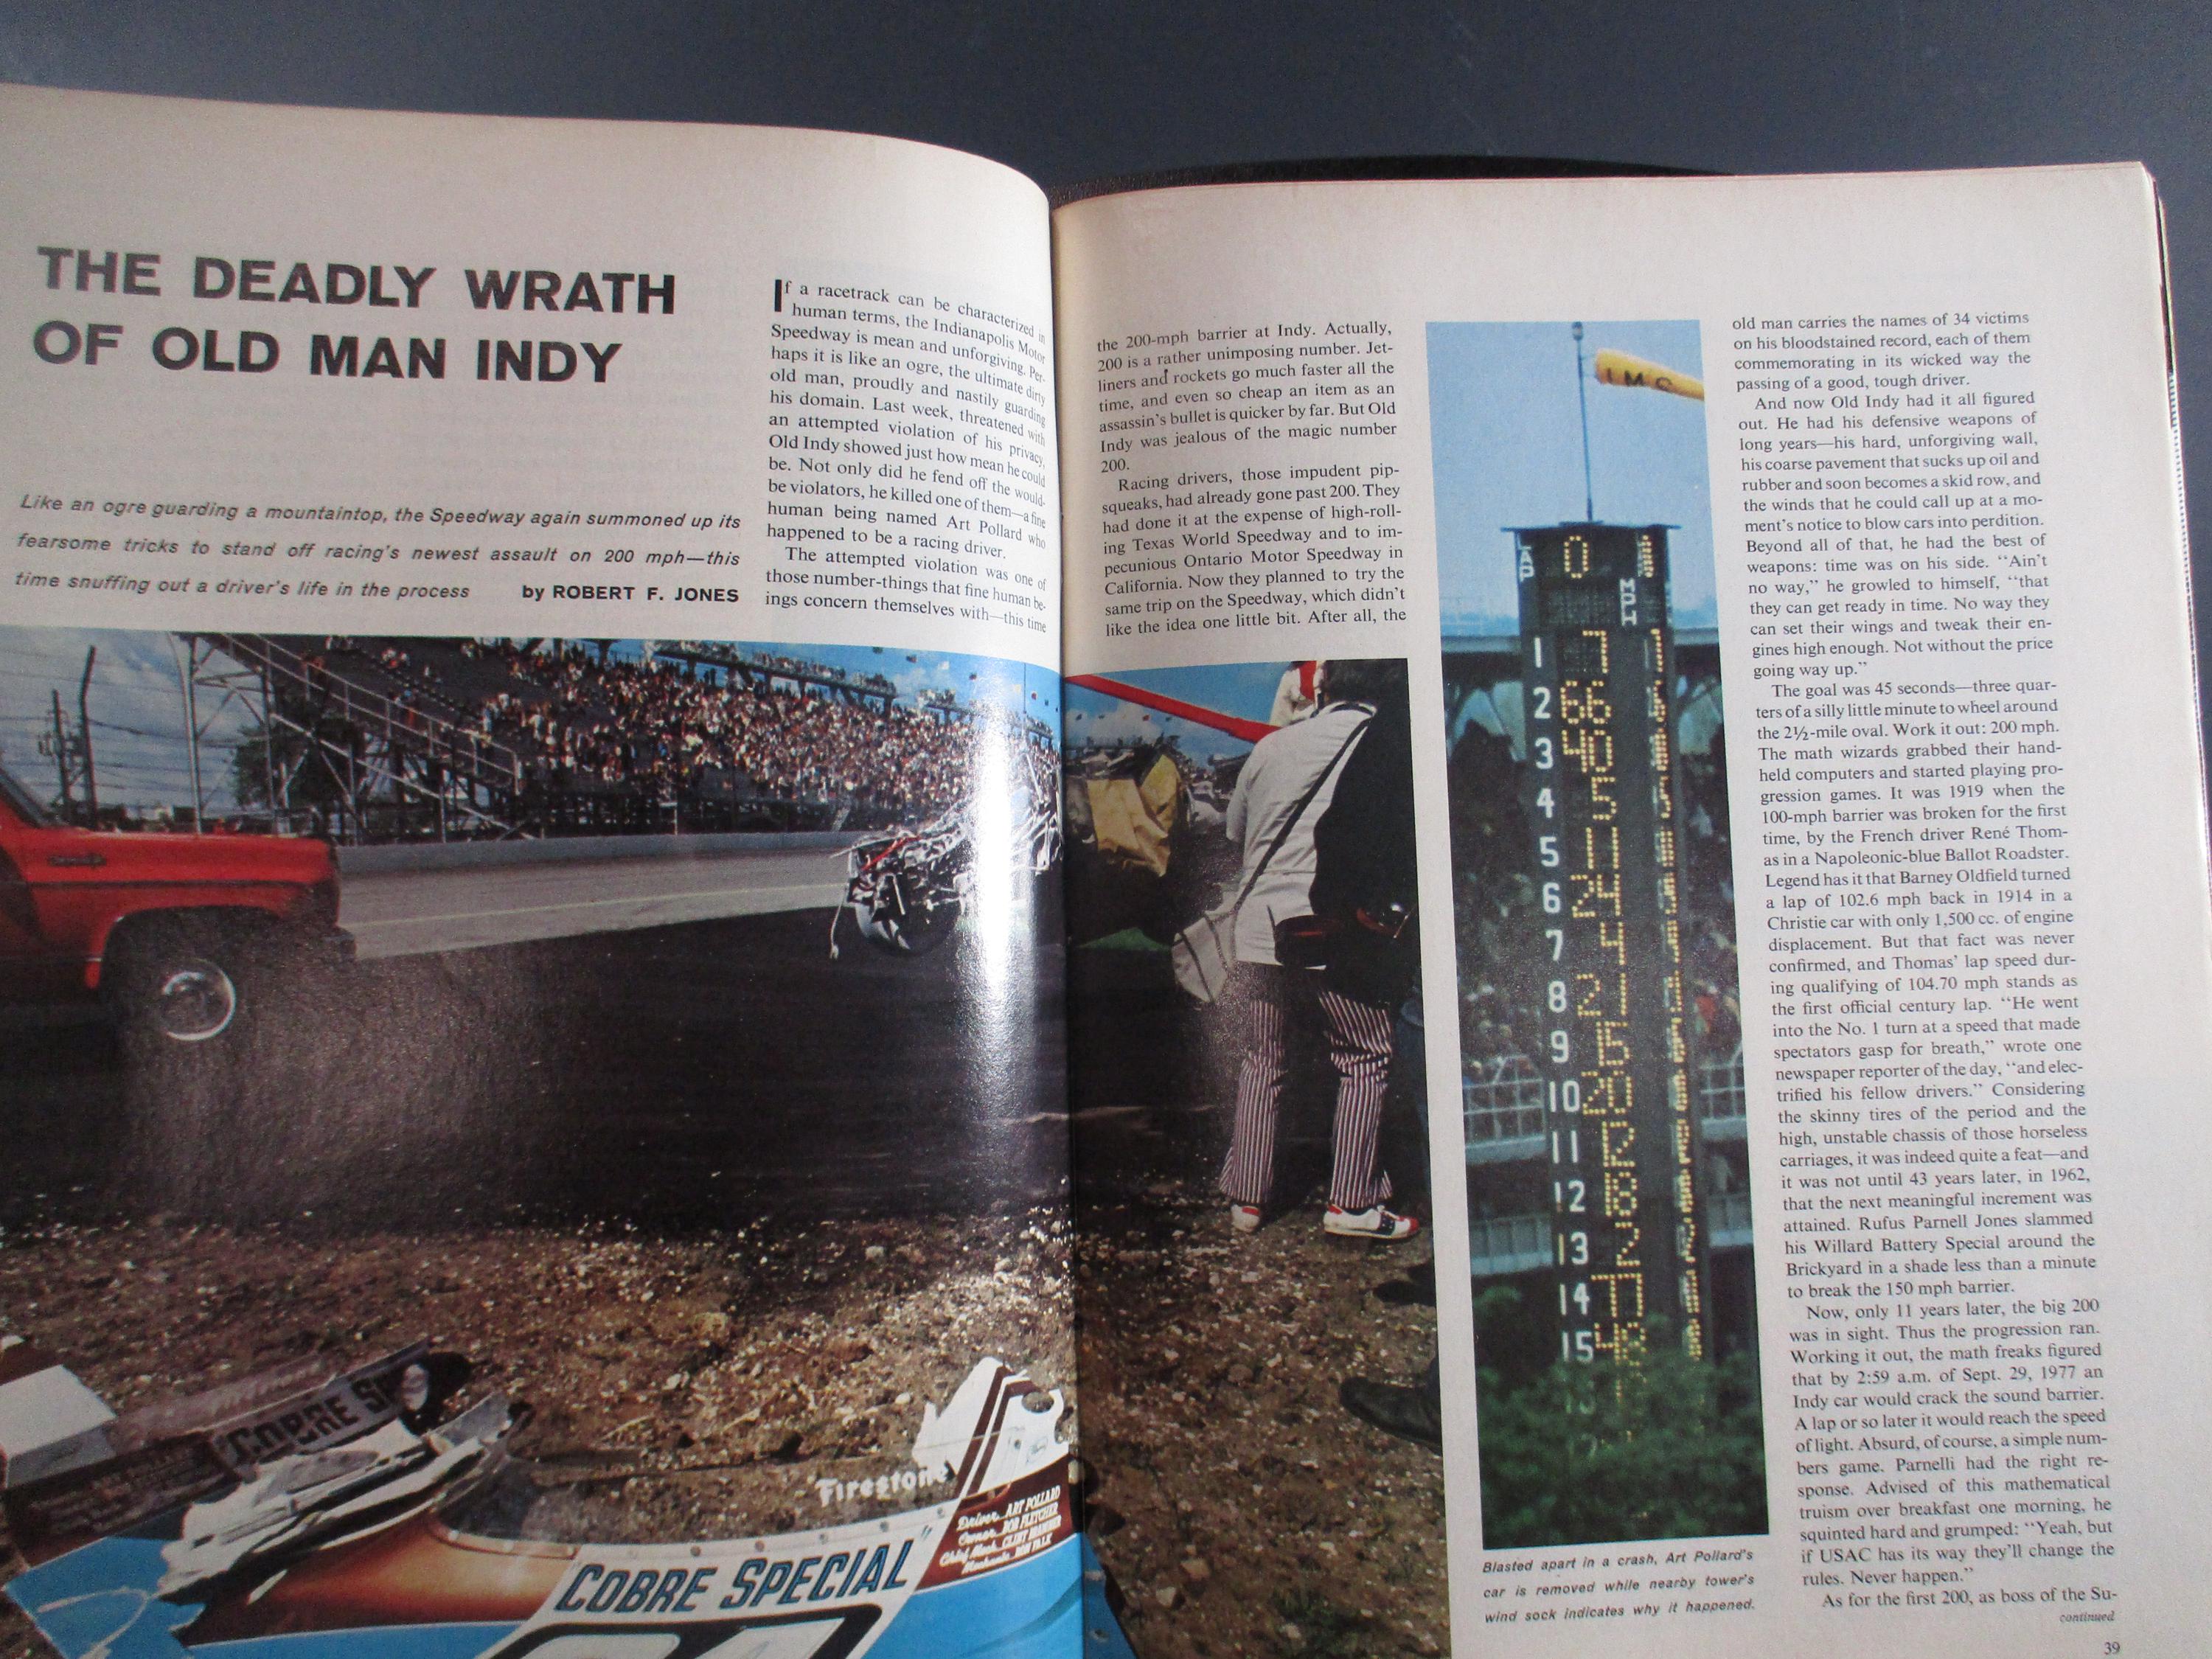 THE DEADLY WRATH
OF OLD MAN INDY
Like an ogre guarding a mountaintop, the Speedway again summoned up its
fearsome tricks to stand off racing's newest assault on 200 mph—this
time snuffing out a driver's life in the process by ROBERT F. JONES
If a racetrack can be characterized in
human terms, the Indianapolis Motor
Speedway is mean and unforgiving. Per-
haps it is like an ogre, the ultimate dirty
old man, proudly and nastily guarding
his domain. Last week, threatened with
an attempted violation of his privacy,
Old Indy showed just how mean he could
be. Not only did he fend off the would-
be violators, he killed one of them—a fine
human being named Art Pollard who
happened to be a racing driver.
The attempted violation was one of
those number-things that fine human be-
ings concern themselves with—this time
the 200-mph barrier at Indy. Actually,
200 is a rather unimposing number. Jet-
liners and rockets go much faster all the
time, and even so cheap an item as an
assassin's bullet is quicker by far. But Old
Indy was jealous of the magic number
200.
Racing drivers, those impudent pip-
squeaks, had already gone past 200. They
had done it at the expense of high-roll-
ing Texas World Speedway and to im-
pecunious Ontario Motor Speedway in
California. Now they planned to try the
same trip on the Speedway, which didn't
like the idea one little bit. After all, the
old man carries the names of 34 victims
on his bloodstained record, each of them
commemorating in its wicked way the
passing of a good, tough driver.
And now Old Indy had it all figured
out. He had his defensive weapons of
long years—his hard, unforgiving wall,
his coarse pavement that sucks up oil and
rubber and soon becomes a skid row, and
the winds that he could call up at a mo-
ment's notice to blow cars into perdition.
Beyond all of that, he had the best of
weapons: time was on his side. "Ain't
no way," he growled to himself, "that
they can get ready in time. No way they
can set their wings and tweak their en-
gines high enough. Not without the price
going way up."
The goal was 45 seconds—three quar-
ters of a silly little minute to wheel around
the 2½-mile oval. Work it out: 200 mph.
The math wizards grabbed their hand-
held computers and started playing pro-
gression games. It was 1919 when the
100-mph barrier was broken for the first
time, by the French driver René Thom-
as in a Napoleonic-blue Ballot Roadster.
Legend has it that Barney Oldfield turned
a lap of 102.6 mph back in 1914 in a
Christie car with only 1,500 cc. of engine
displacement. But that fact was never
confirmed, and Thomas' lap speed dur-
ing qualifying of 104.70 mph stands as
the first official century lap. "He went
into the No. 1 turn at a speed that made
spectators gasp for breath," wrote one
newspaper reporter of the day, "and elec-
trified his fellow drivers." Considering
the skinny tires of the period and the
high, unstable chassis of those horseless
carriages, it was indeed quite a feat—and
it was not until 43 years later, in 1962,
that the next meaningful increment was
attained. Rufus Parnell Jones slammed
his Willard Battery Special around the
Brickyard in a shade less than a minute
to break the 150 mph barrier.
Now, only 11 years later, the big 200
was in sight. Thus the progression ran.
Working it out, the math freaks figured
that by 2:59 a.m. of Sept. 29, 1977 an
Indy car would crack the sound barrier.
A lap or so later it would reach the speed
of light. Absurd, of course, a simple num-
bers game. Parnelli had the right re-
sponse. Advised of this mathematical
truism over breakfast one morning, he
squinted hard and grumped: "Yeah, but
if USAC has its way they'll change the
rules. Never happen."
As for the first 200, as boss of the Su-
continued
39
IMS
0
MPH
1 7
2 66
3 40
4 5
5 11
6 24
7 4
8 21
9 15
10 20
11 12
12 18
13 2
14 77
15 48
Blasted apart in a crash, Art Pollard's
car is removed while nearby tower's
wind sock indicates why it happened.
COBRE
Firestone
Driver ART POLLARD
Owner BOB FLETCHER
COBRE SPECIAL"